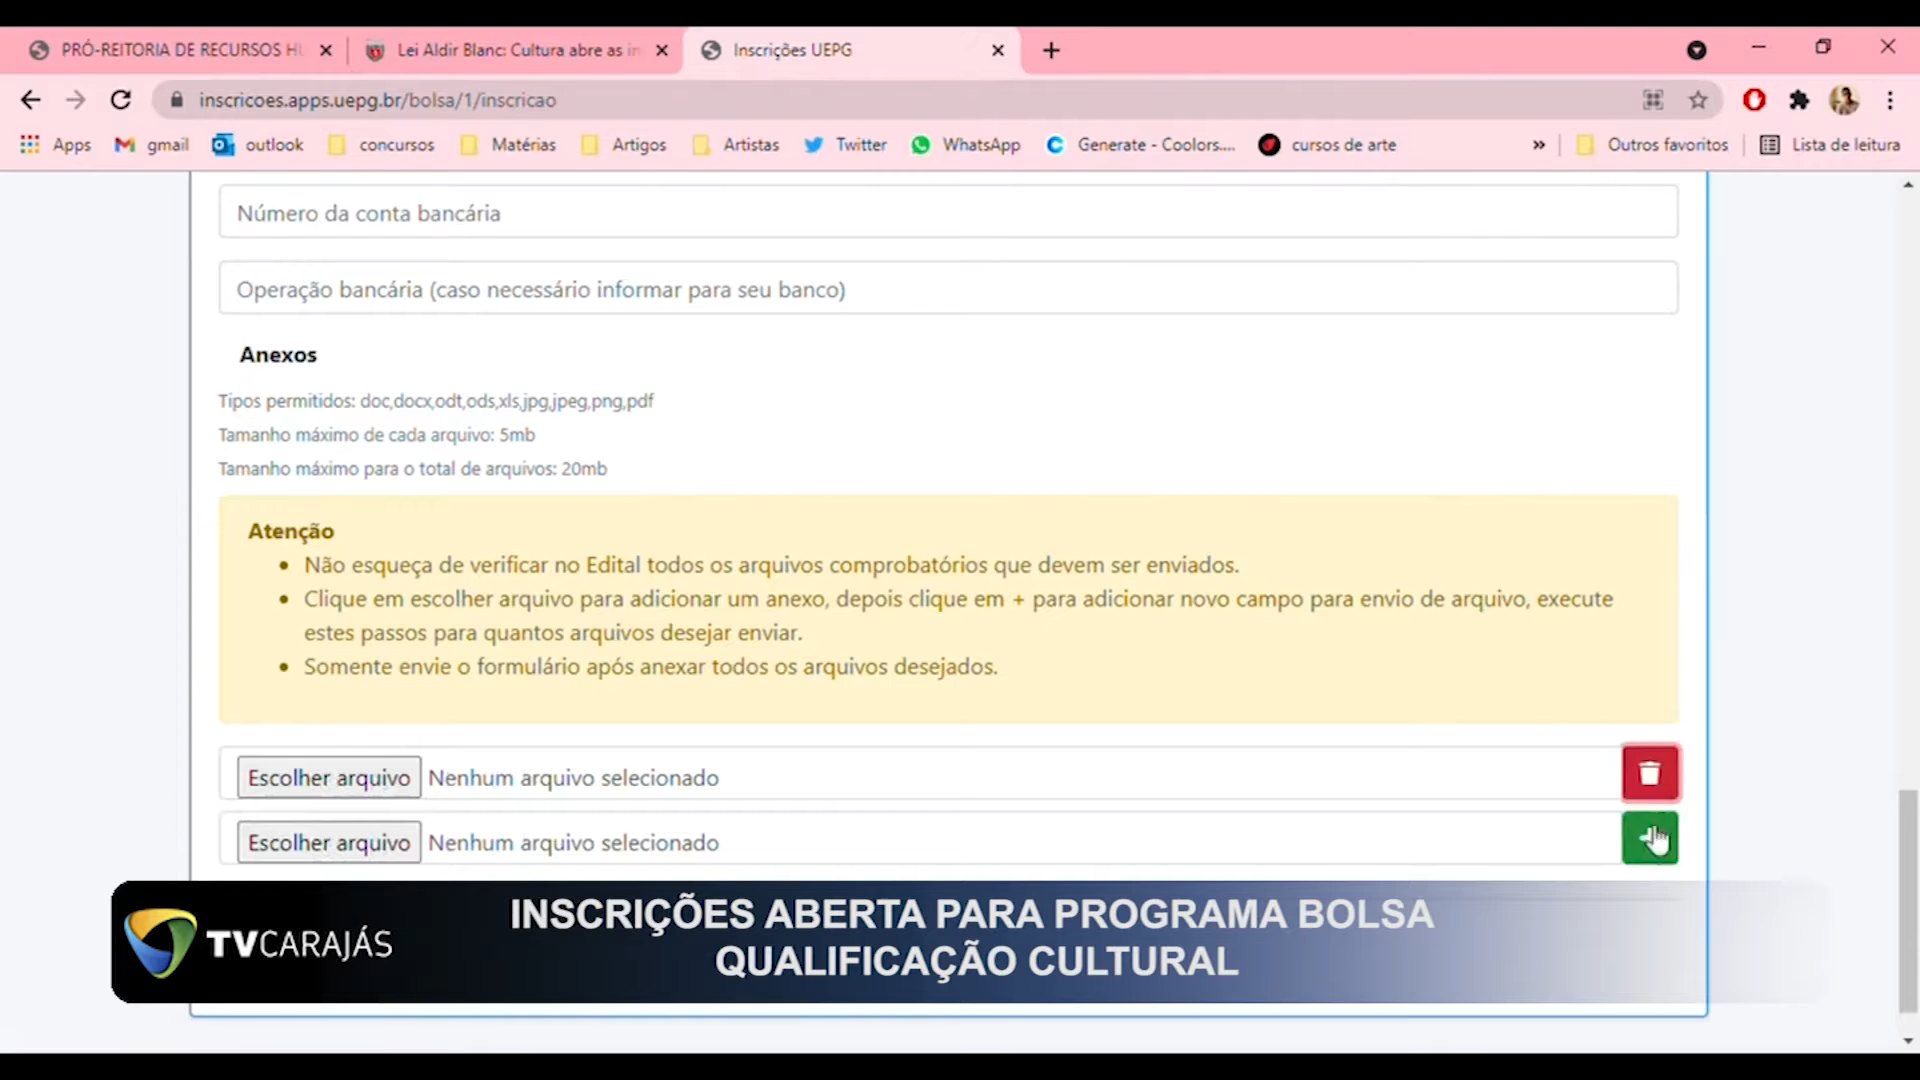 PRÓ-REITORIA DE RECURSOS HU
Lei Aldir Blanc: Cultura abre as in
Inscrições UEPG
inscricoes.apps.uepg.br/bolsa/1/inscricao
Apps
gmail
outlook
concursos
Matérias
Artigos
Artistas
Twitter
WhatsApp
Generate - Coolors....
cursos de arte
»
Outros favoritos
Lista de leitura
Número da conta bancária
Operação bancária (caso necessário informar para seu banco)
Anexos
Tipos permitidos: doc,docx,odt,ods,xls,jpg,jpeg,png,pdf
Tamanho máximo de cada arquivo: 5mb
Tamanho máximo para o total de arquivos: 20mb
Atenção
Não esqueça de verificar no Edital todos os arquivos comprobatórios que devem ser enviados.
Clique em escolher arquivo para adicionar um anexo, depois clique em + para adicionar novo campo para envio de arquivo, execute
estes passos para quantos arquivos desejar enviar.
Somente envie o formulário após anexar todos os arquivos desejados.
Escolher arquivo Nenhum arquivo selecionado
Escolher arquivo Nenhum arquivo selecionado
TVCARAJÁS
INSCRIÇÕES ABERTA PARA PROGRAMA BOLSA
QUALIFICAÇÃO CULTURAL